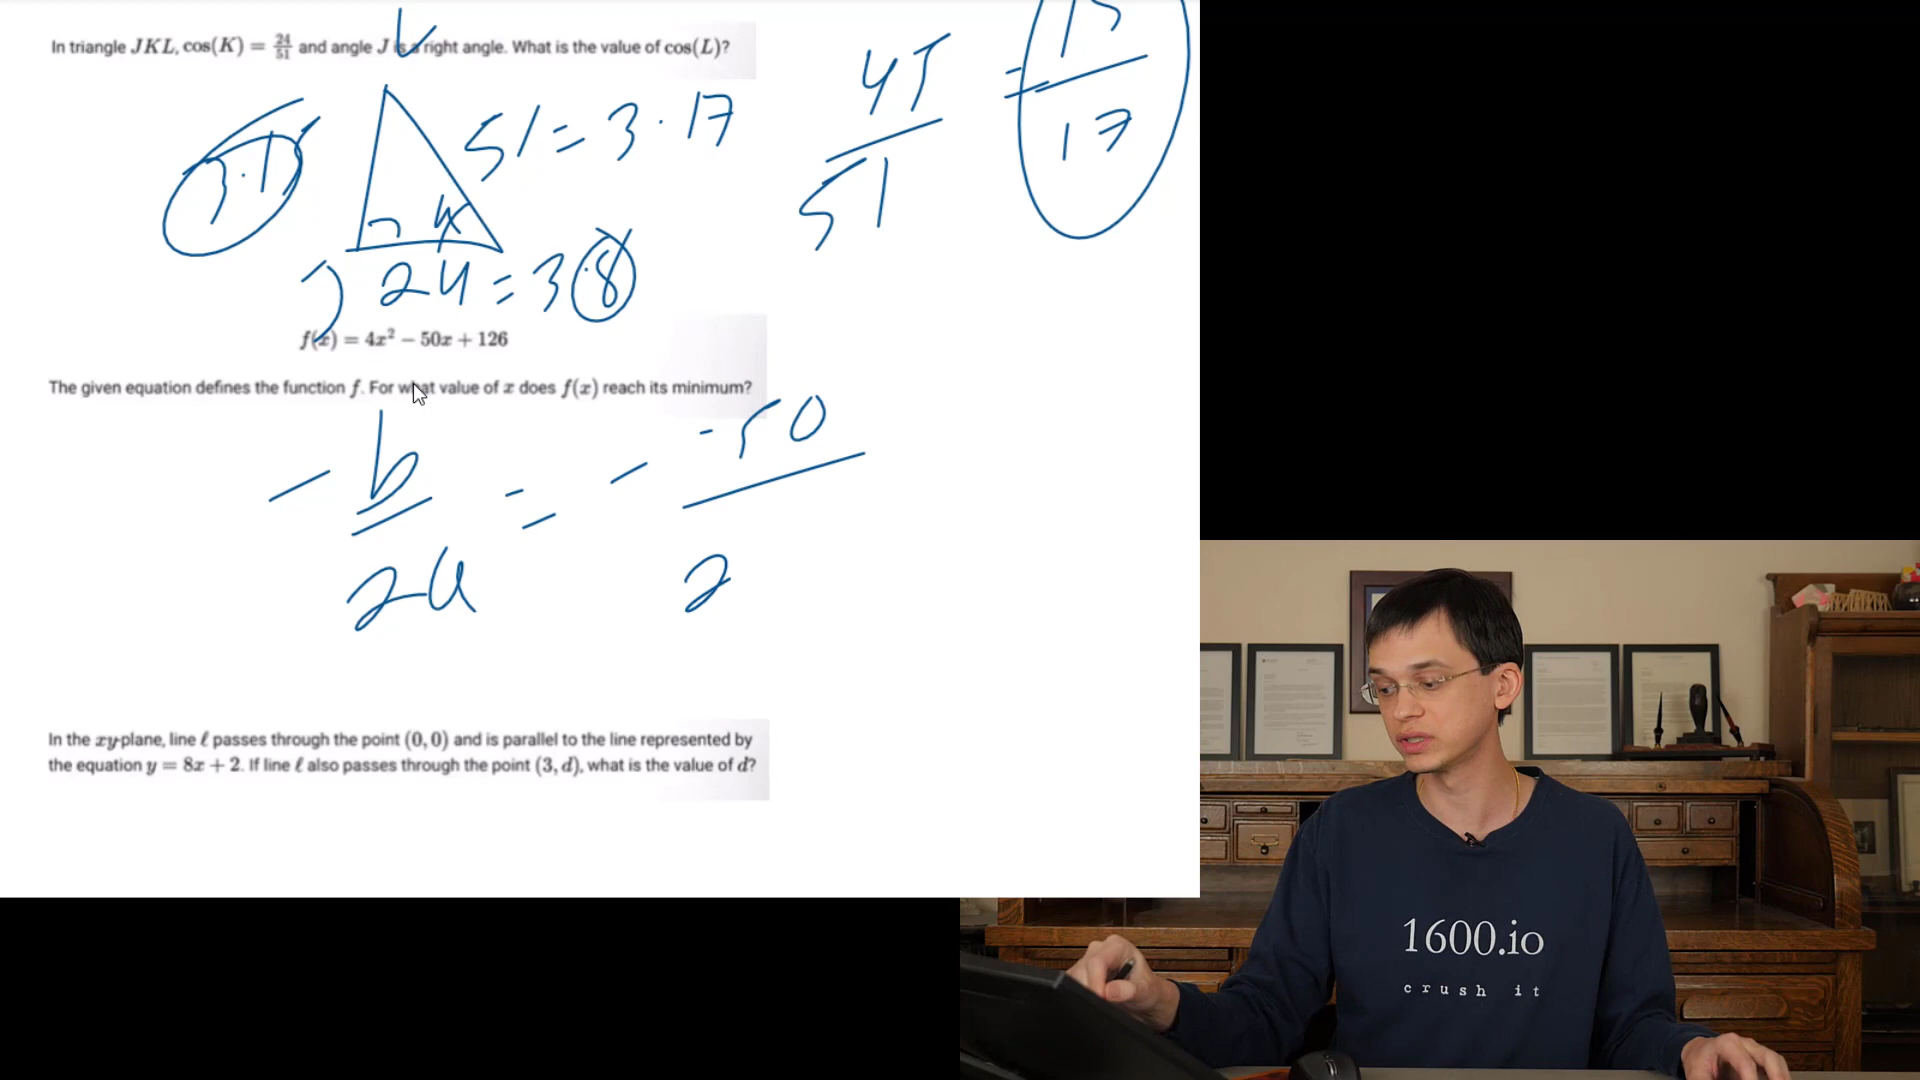 In triangle JKL, cos(K) = 24/51 and angle J is a right angle. What is the value of cos(L)?
L
3·15
51 = 3·17
45/51 = 15/17
K
J
24 = 3·8
f(x) = 4x² − 50x + 126
The given equation defines the function f. For what value of x does f(x) reach its minimum?
- b/2a = - -50/2
In the xy-plane, line ℓ passes through the point (0, 0) and is parallel to the line represented by
the equation y = 8x + 2. If line ℓ also passes through the point (3, d), what is the value of d?
1600.io
crush it